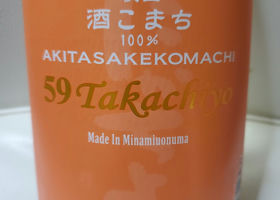 酒こまち
100%
AKITASAKEKOMACHI
59 Takachiyo
Made In Minamiuonuma